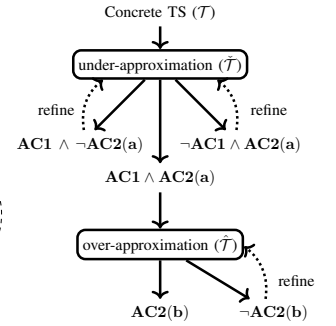 Concrete TS (𝒯)
under-approximation (𝒯̌)
refine refine
AC1 ∧ ¬AC2(a) ¬AC1 ∧ AC2(a)
AC1 ∧ AC2(a)
over-approximation (𝒯̂)
refine
AC2(b) ¬AC2(b)